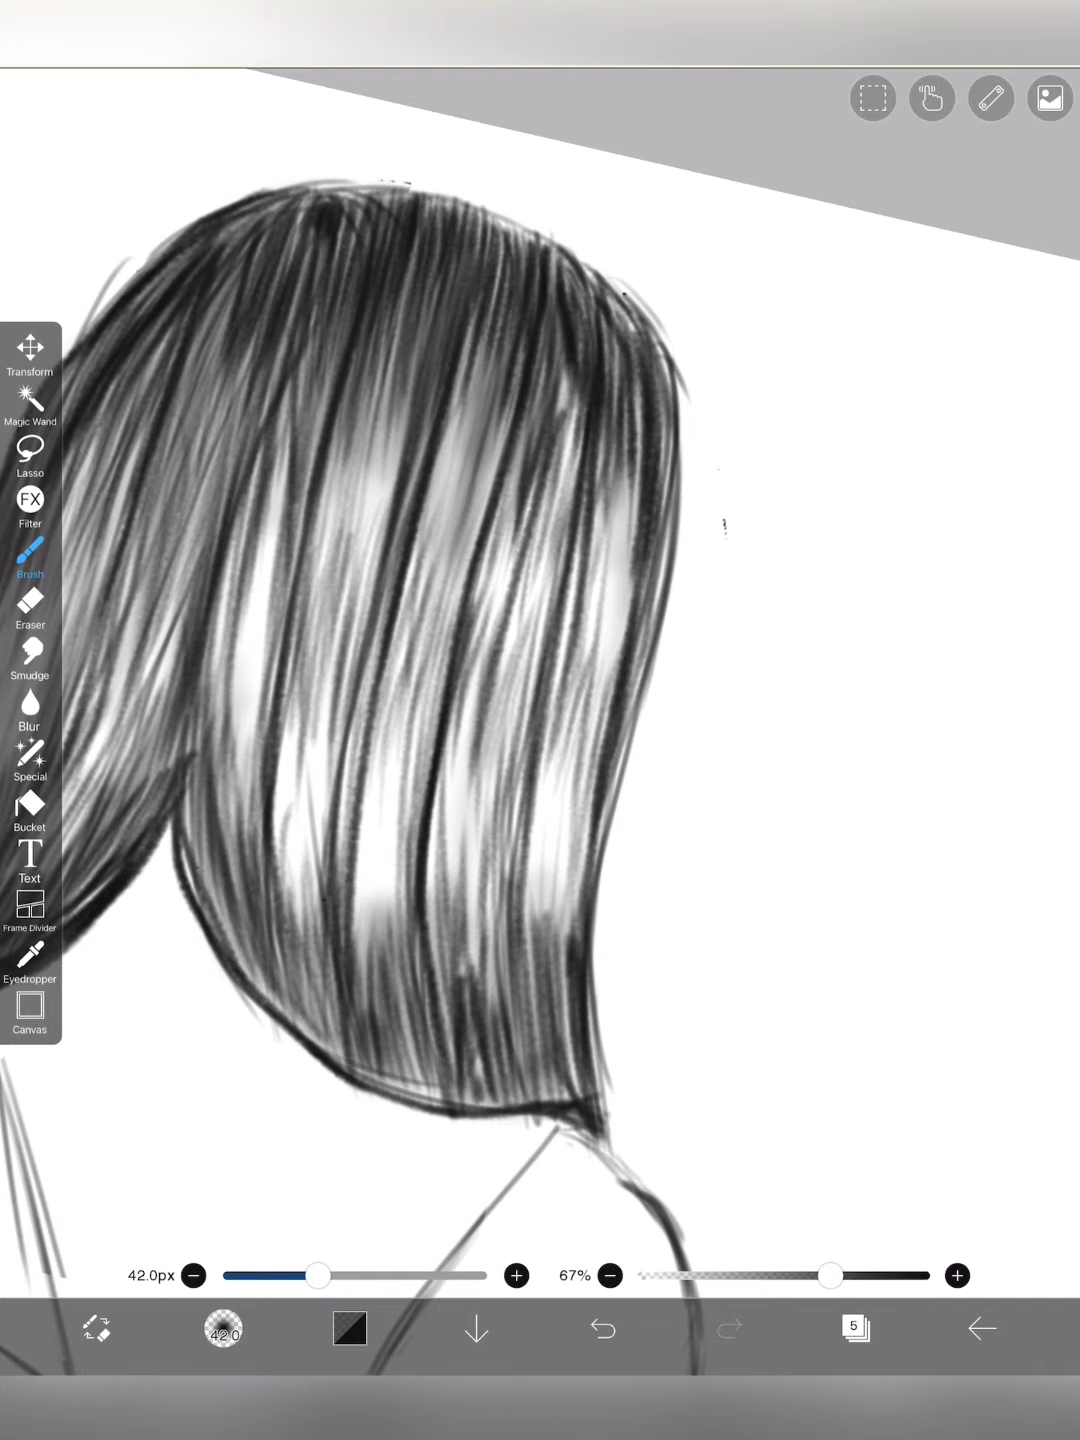 Transform
Magic Wand
Lasso
FX
Filter
Brush
Eraser
Smudge
Blur
Special
Bucket
T
Text
Frame Divider
Eyedropper
Canvas
42.0px
67%
42.0
5